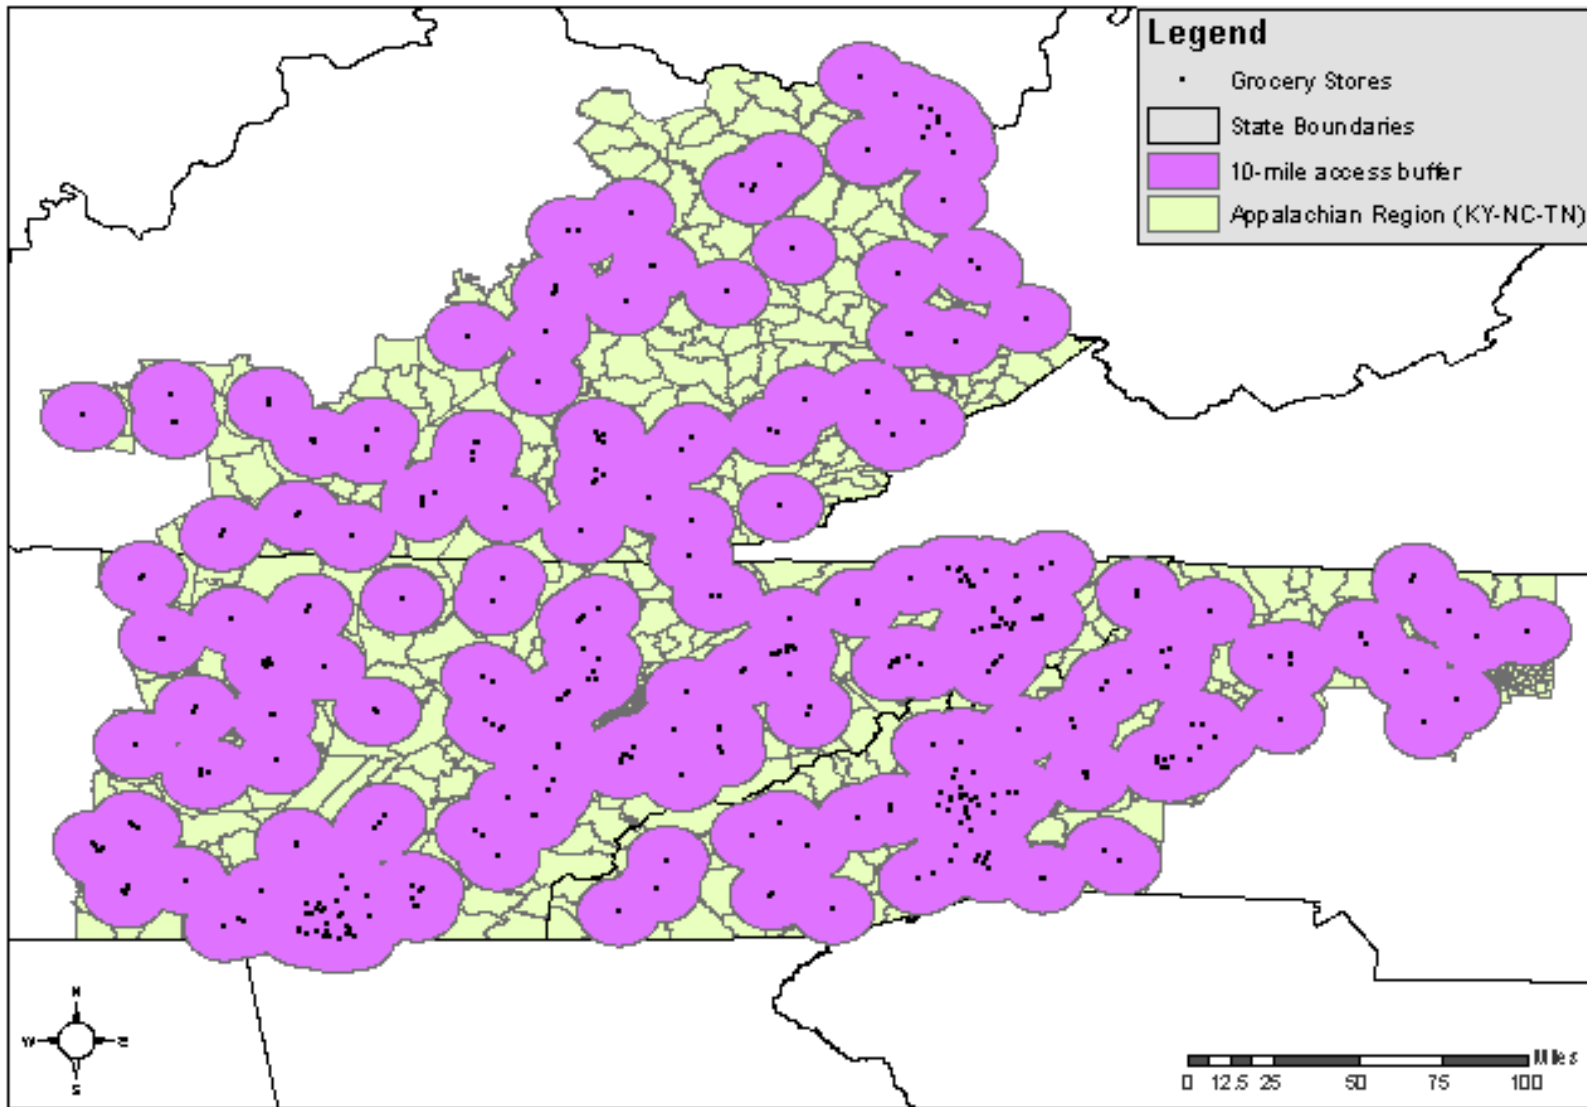 Legend
Grocery Stores
State Boundaries
10-mile access buffer
Appalachian Region (KY-NC-TN)
N
W E
S
Miles
0 12.5 25 50 75 100